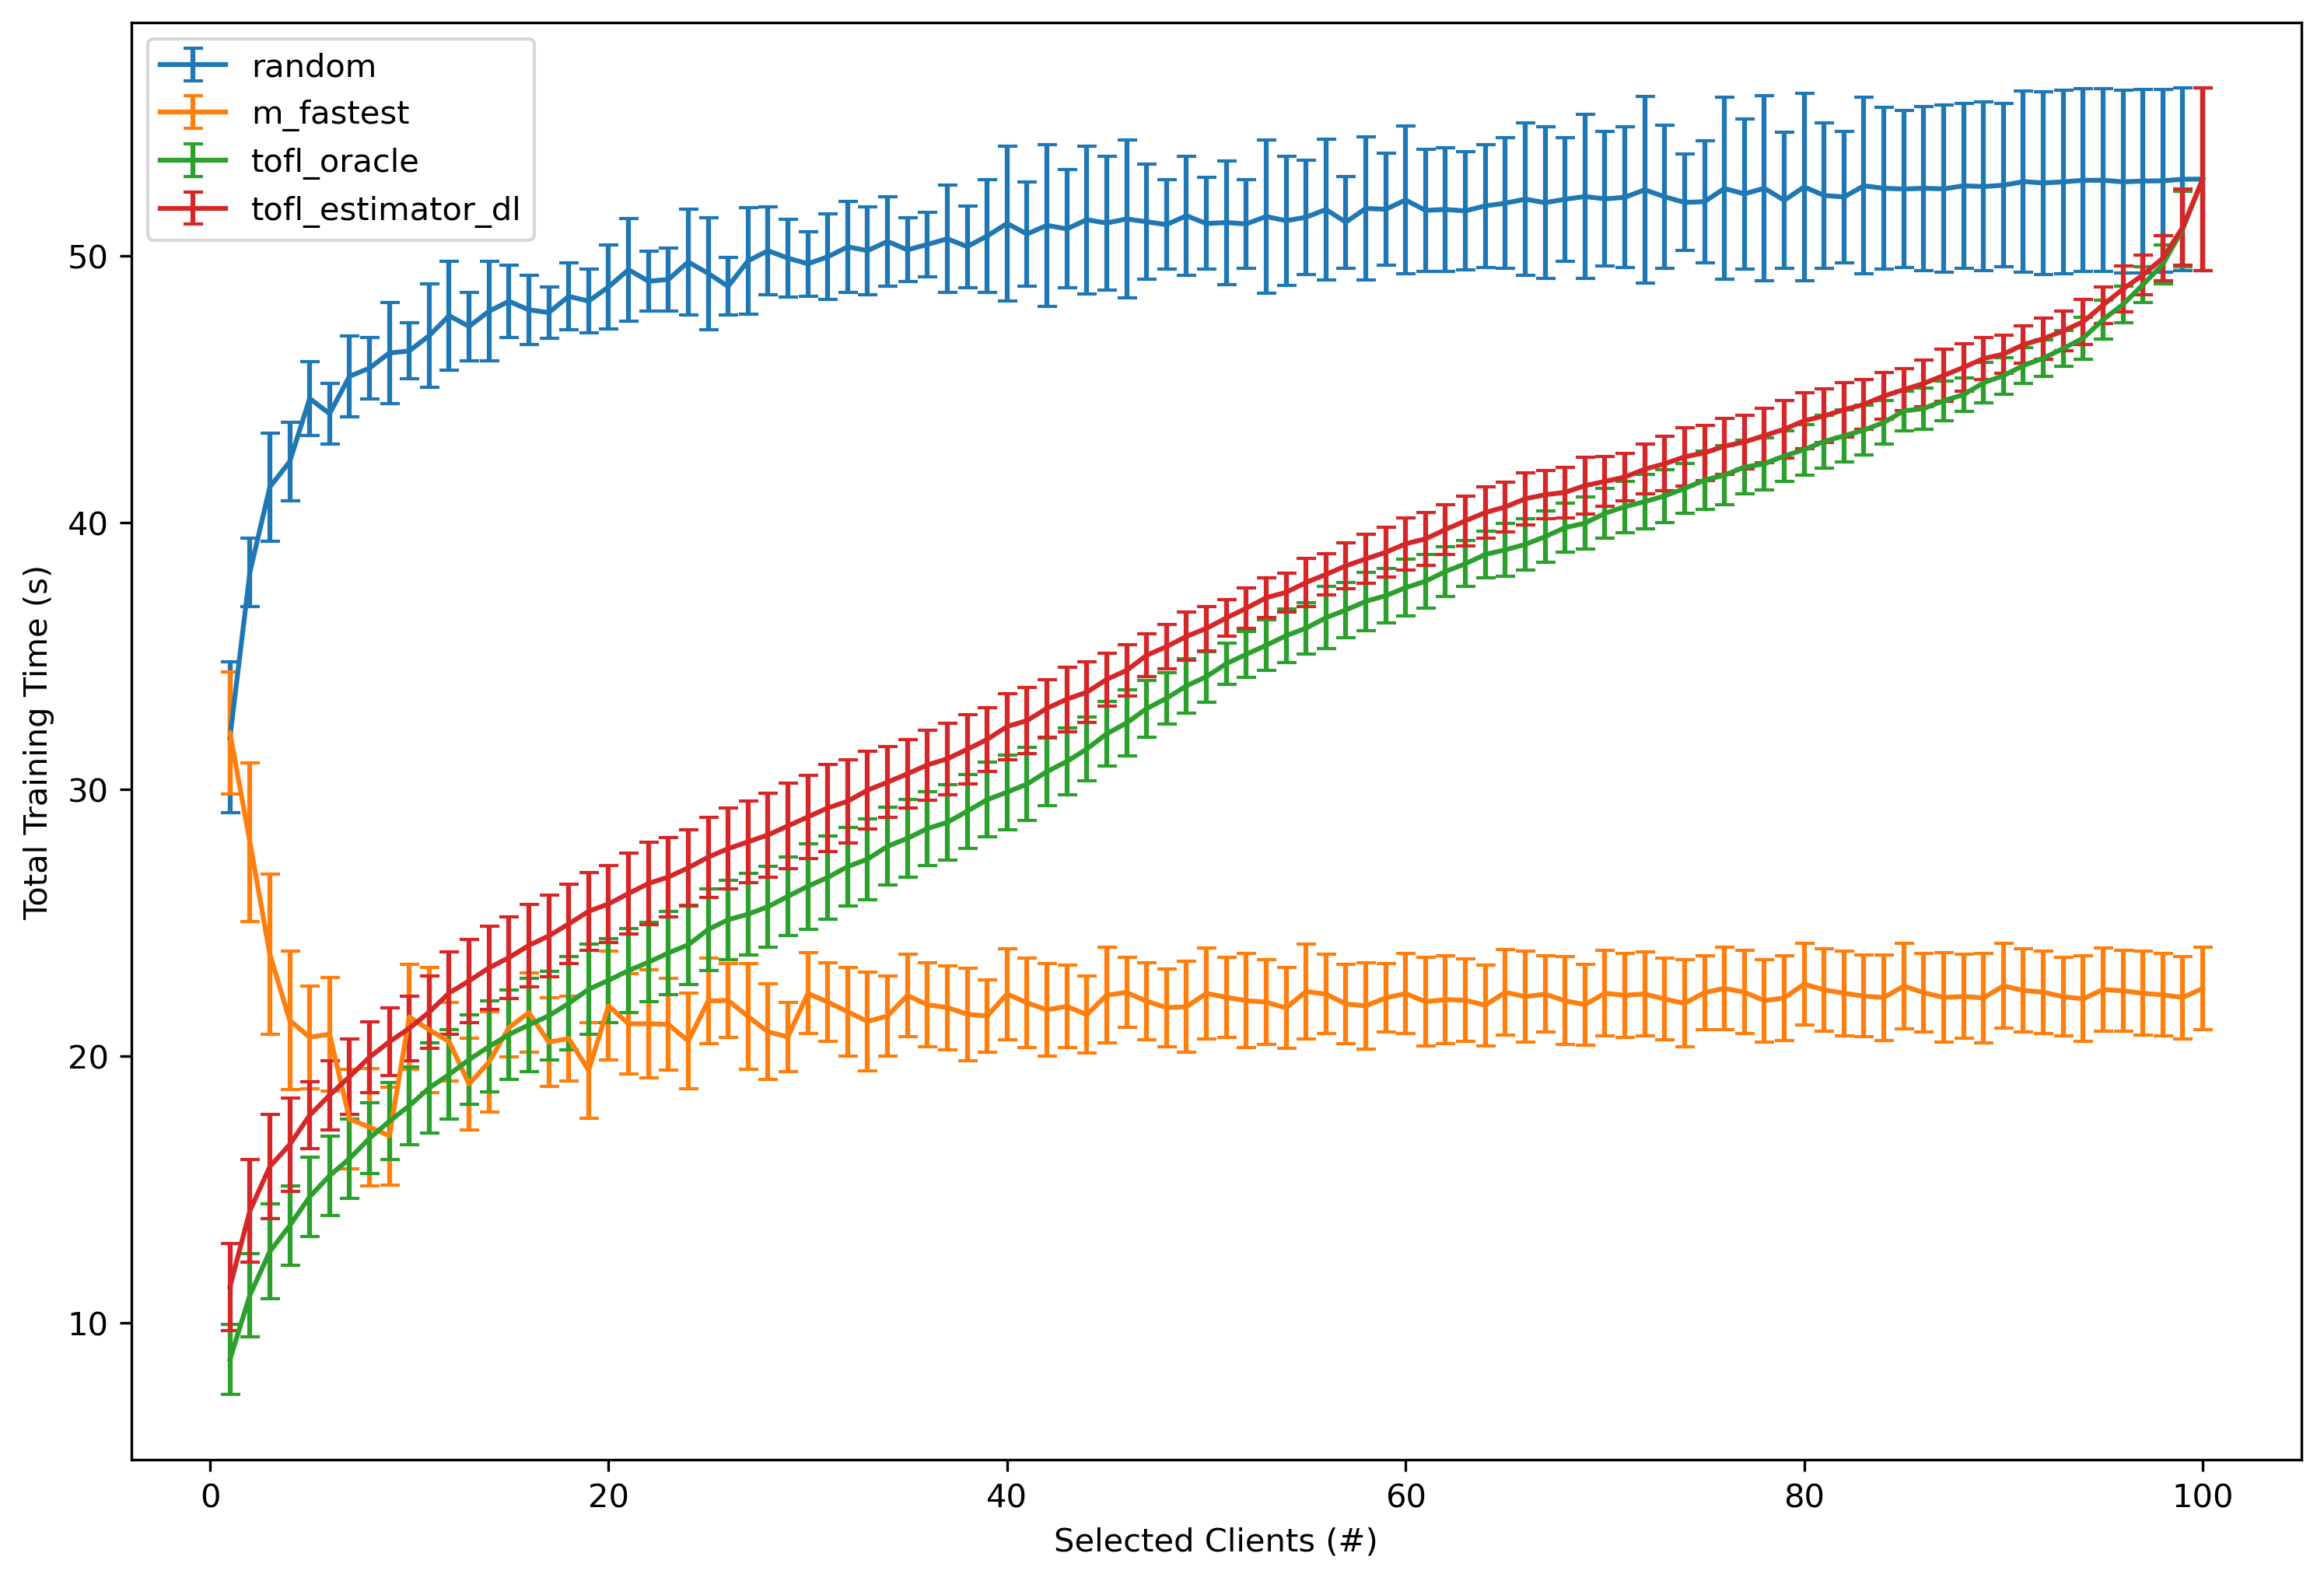 random
m_fastest
tofl_oracle
tofl_estimator_dl
50
40
30
20
10
Total Training Time (s)
0 20 40 60 80 100
Selected Clients (#)